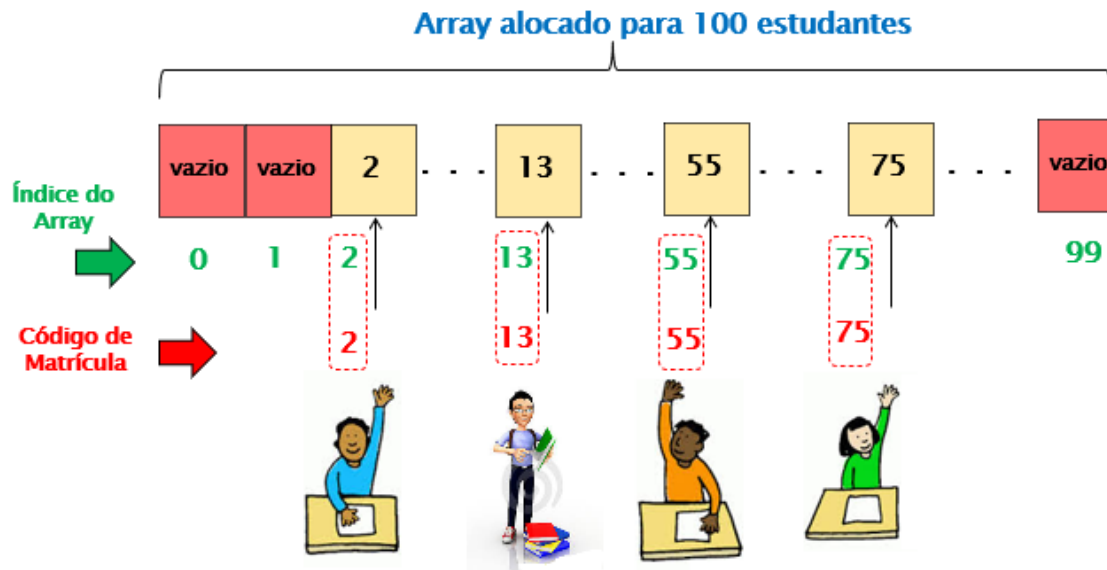 Array alocado para 100 estudantes
vazio vazio 2 . . . . 13 . . . . 55 . . . . 75 . . . . vazio
Índice do
Array
0 1 2 13 55 75 99
Código de
Matrícula
2 13 55 75